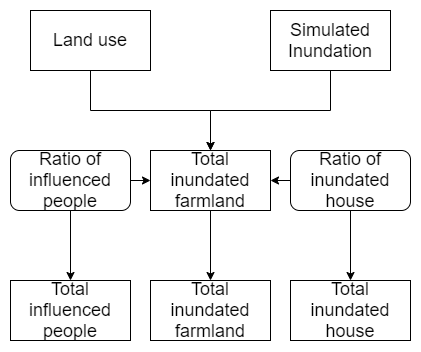 Land use
Simulated
Inundation
Ratio of
influenced
people
Total
inundated
farmland
Ratio of
inundated
house
Total
influenced
people
Total
inundated
farmland
Total
inundated
house